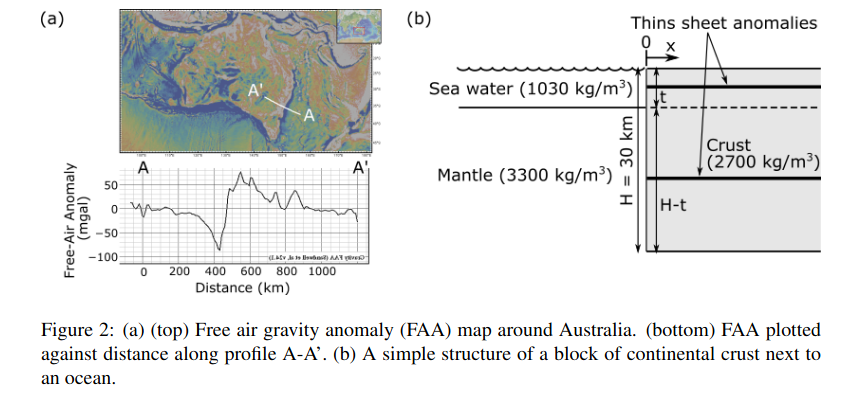 (a)
A'
A
A
A'
Free-Air Anomaly
(mgal)
50
0
−50
−100
0 200 400 600 800 1000
Distance (km)
(b)
Thins sheet anomalies
0 x
Sea water (1030 kg/m³)
t
Mantle (3300 kg/m³)
H = 30 km
Crust
(2700 kg/m³)
H-t
Figure 2: (a) (top) Free air gravity anomaly (FAA) map around Australia. (bottom) FAA plotted
against distance along profile A-A’. (b) A simple structure of a block of continental crust next to
an ocean.